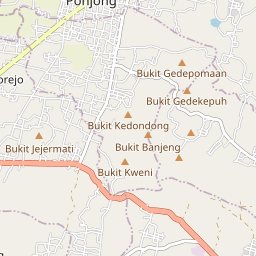 Ponjong
Bukit Gedepomaan
orejo
Bukit Gedekepuh
Bukit Kedondong
Bukit Jejermati
Bukit Banjeng
Bukit Kweni